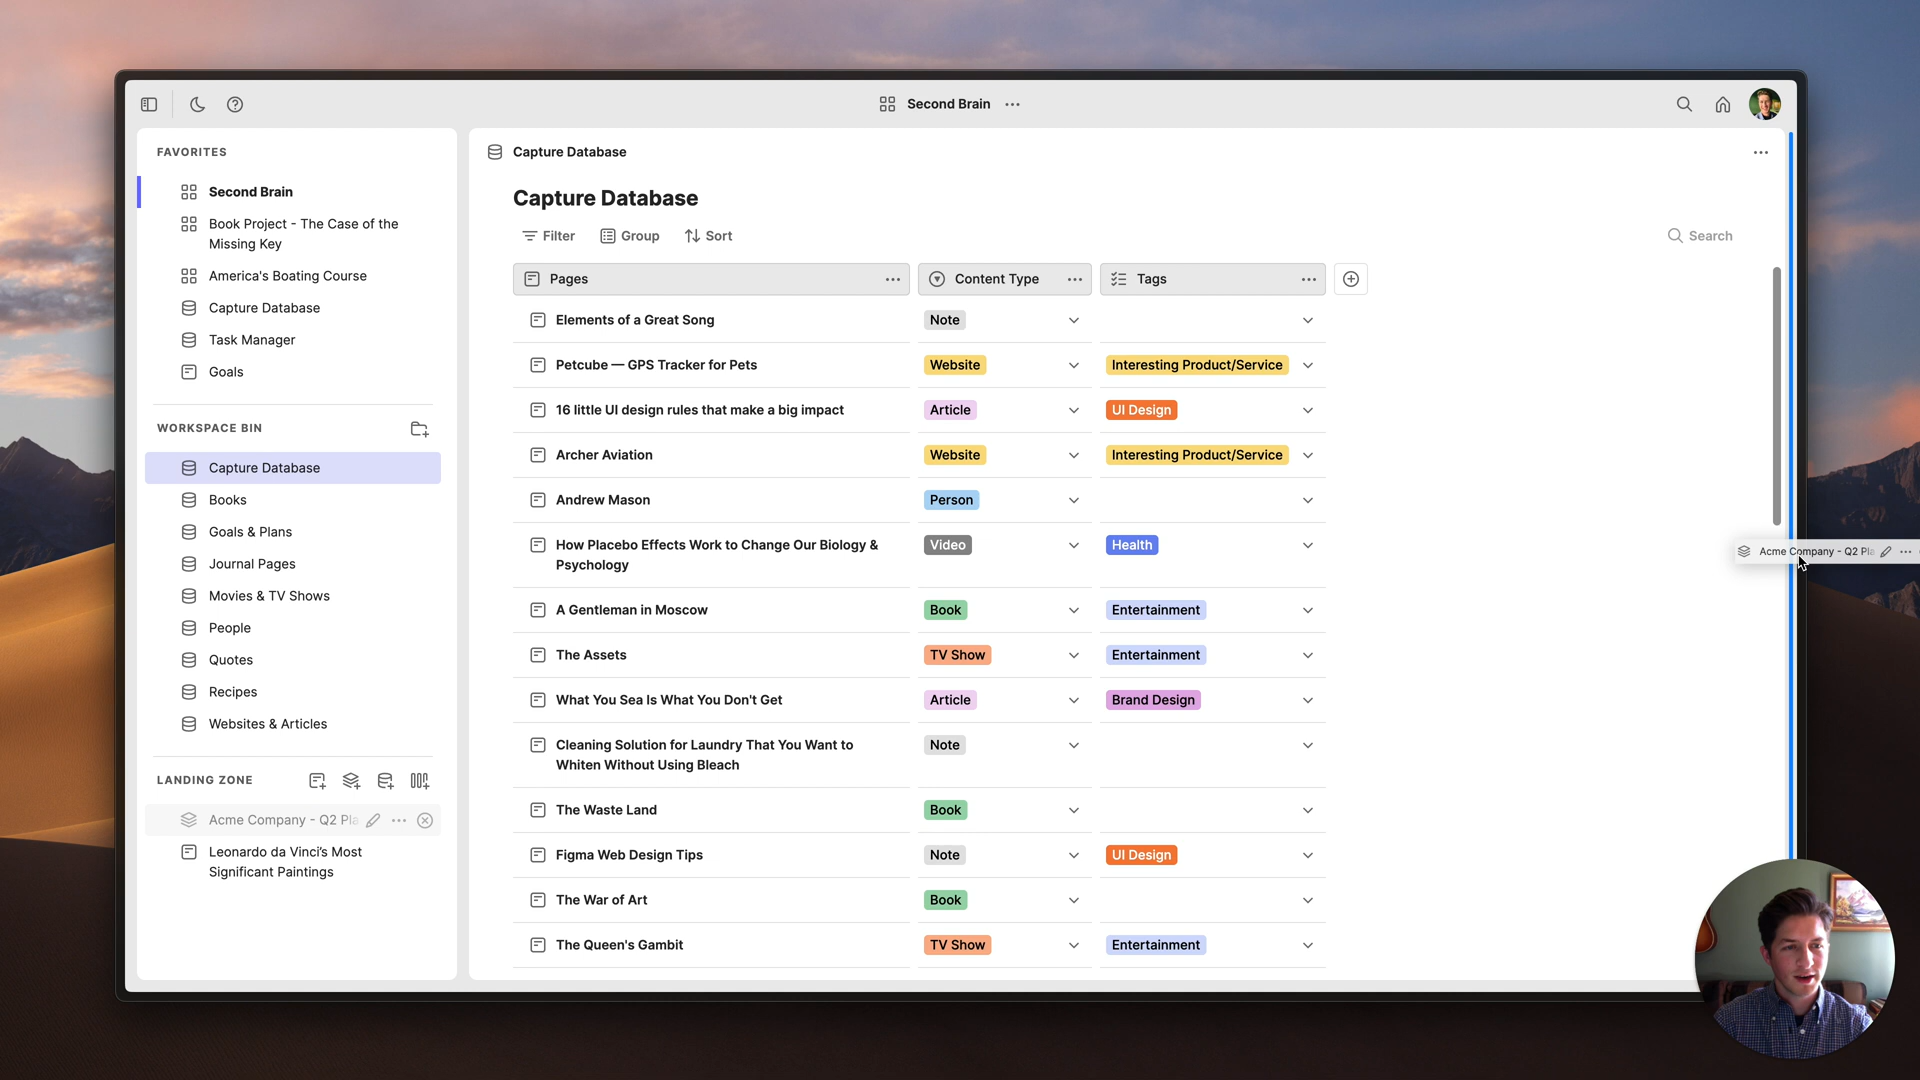 Second Brain
FAVORITES
Second Brain
Book Project - The Case of the
Missing Key
America's Boating Course
Capture Database
Task Manager
Goals
WORKSPACE BIN
Capture Database
Books
Goals & Plans
Journal Pages
Movies & TV Shows
People
Quotes
Recipes
Websites & Articles
LANDING ZONE
Acme Company - Q2 Pla
Leonardo da Vinci's Most
Significant Paintings
Capture Database
Capture Database
Filter Group Sort Search
Pages Content Type Tags
Elements of a Great Song Note
Petcube — GPS Tracker for Pets Website Interesting Product/Service
16 little UI design rules that make a big impact Article UI Design
Archer Aviation Website Interesting Product/Service
Andrew Mason Person
How Placebo Effects Work to Change Our Biology & Video Health
Psychology
A Gentleman in Moscow Book Entertainment
The Assets TV Show Entertainment
What You Sea Is What You Don't Get Article Brand Design
Cleaning Solution for Laundry That You Want to Note
Whiten Without Using Bleach
The Waste Land Book
Figma Web Design Tips Note UI Design
The War of Art Book
The Queen's Gambit TV Show Entertainment
Acme Company - Q2 Pla